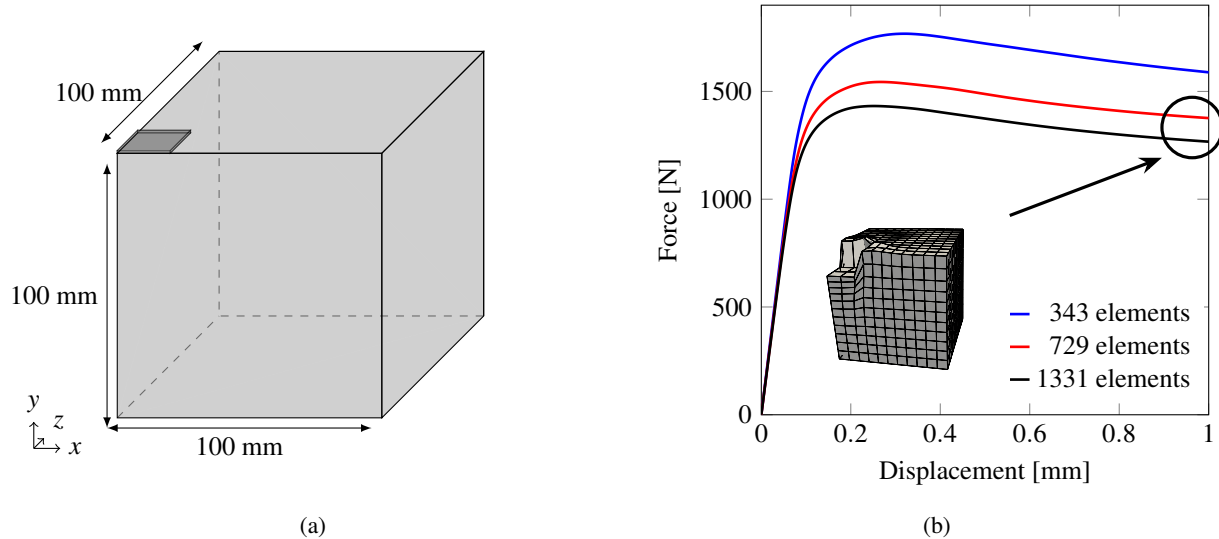 100 mm
100 mm
100 mm
y
z
x
(a)
Force [N]
1500
1000
500
0
0
0.2
0.4
0.6
0.8
1
Displacement [mm]
343 elements
729 elements
1331 elements
(b)